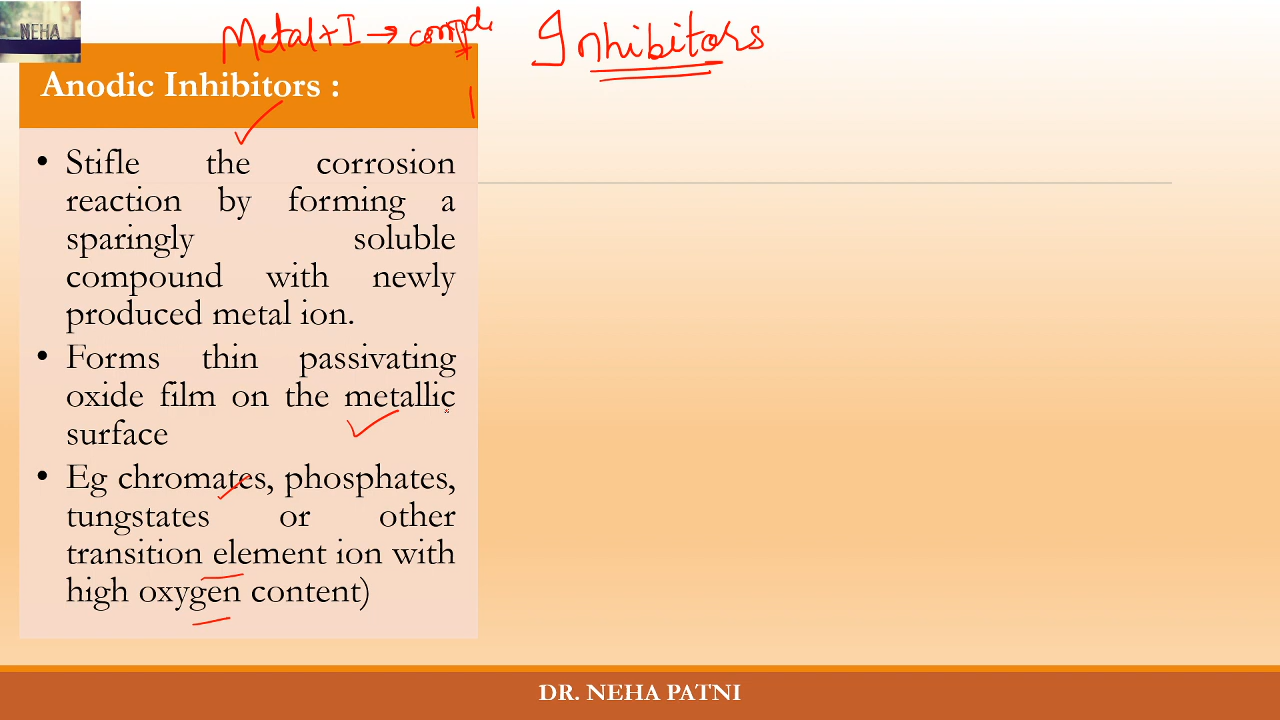 NEHA
Metal + I → compd.
Inhibitors
Anodic Inhibitors :
• Stifle the corrosion
reaction by forming a
sparingly soluble
compound with newly
produced metal ion.
• Forms thin passivating
oxide film on the metallic
surface
• Eg chromates, phosphates,
tungstates or other
transition element ion with
high oxygen content)
DR. NEHA PATNI